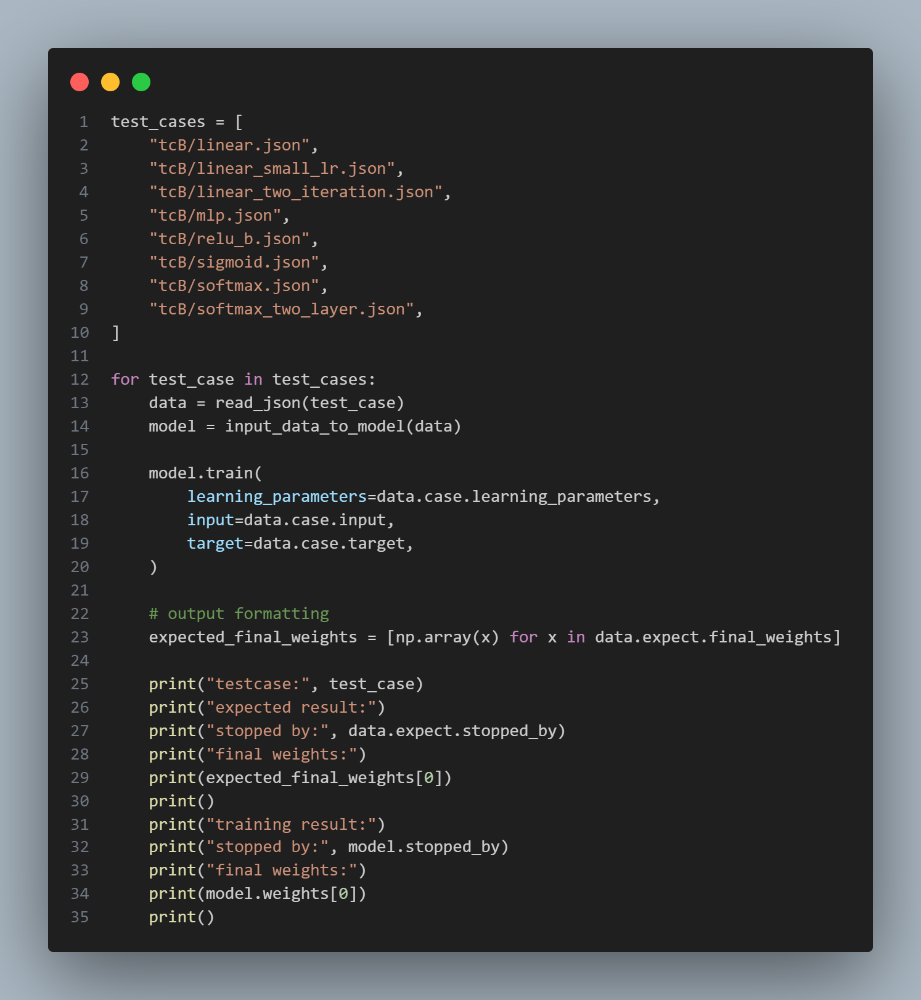 1 test_cases = [
2     "tcB/linear.json",
3     "tcB/linear_small_lr.json",
4     "tcB/linear_two_iteration.json",
5     "tcB/mlp.json",
6     "tcB/relu_b.json",
7     "tcB/sigmoid.json",
8     "tcB/softmax.json",
9     "tcB/softmax_two_layer.json",
10 ]
11
12 for test_case in test_cases:
13     data = read_json(test_case)
14     model = input_data_to_model(data)
15
16     model.train(
17         learning_parameters=data.case.learning_parameters,
18         input=data.case.input,
19         target=data.case.target,
20     )
21
22     # output formatting
23     expected_final_weights = [np.array(x) for x in data.expect.final_weights]
24
25     print("testcase:", test_case)
26     print("expected result:")
27     print("stopped by:", data.expect.stopped_by)
28     print("final weights:")
29     print(expected_final_weights[0])
30     print()
31     print("training result:")
32     print("stopped by:", model.stopped_by)
33     print("final weights:")
34     print(model.weights[0])
35     print()